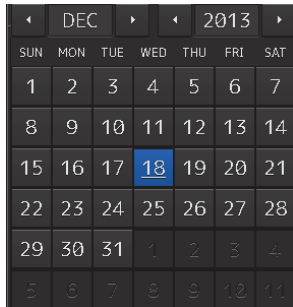 DEC 2013
SUN MON TUE WED THU FRI SAT
1 2 3 4 5 6 7
8 9 10 11 12 13 14
15 16 17 18 19 20 21
22 23 24 25 26 27 28
29 30 31 1 2 3 4
5 6 7 8 9 10 11